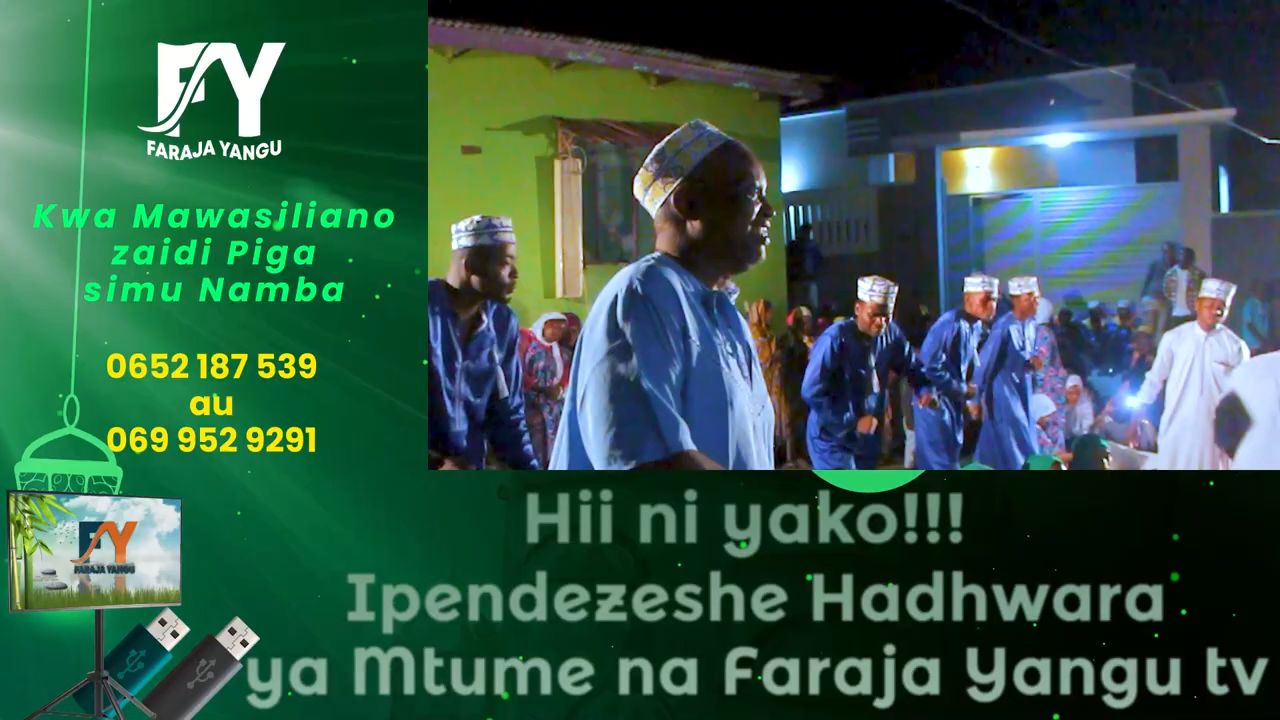 FY
FARAJA YANGU
Kwa Mawasiliano
zaidi Piga
simu Namba
0652 187 539
au
069 952 9291
FY
FARAJA YANGU
Hii ni yako!!!
Ipendezeshe Hadhwara
ya Mtume na Faraja Yangu tv